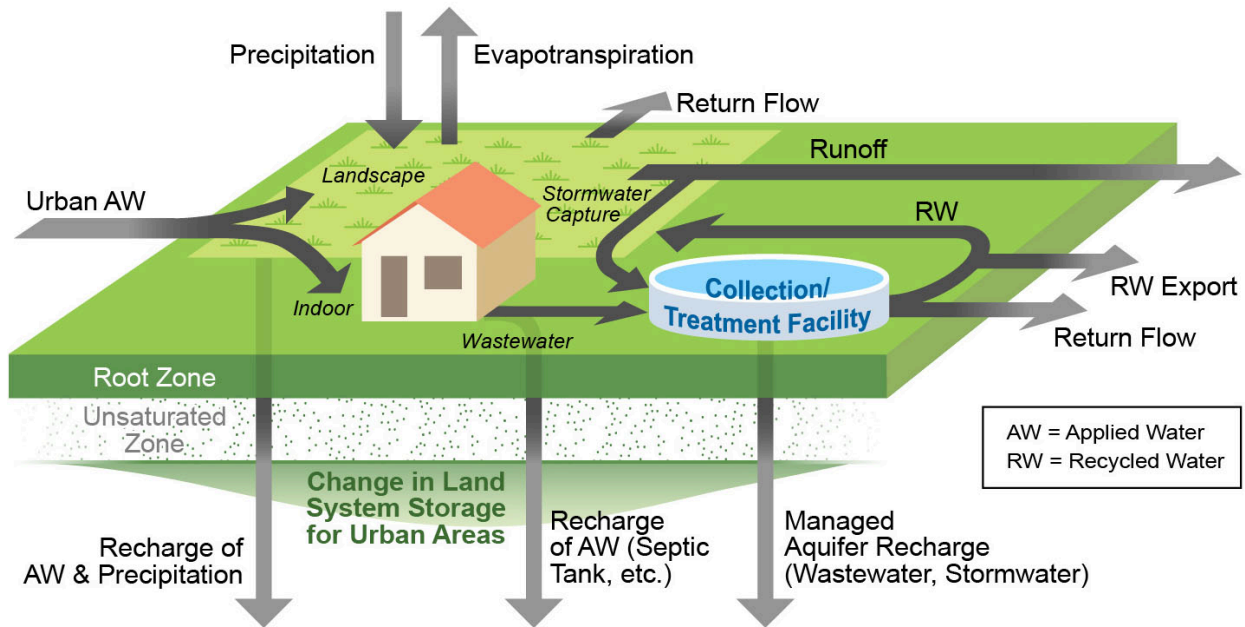 Precipitation
Evapotranspiration
Return Flow
Runoff
Landscape
Urban AW
Stormwater
Capture
RW
Indoor
Collection/
Treatment Facility
RW Export
Wastewater
Return Flow
Root Zone
Unsaturated
Zone
AW = Applied Water
RW = Recycled Water
Change in Land
System Storage
for Urban Areas
Recharge of
AW & Precipitation
Recharge
of AW (Septic
Tank, etc.)
Managed
Aquifer Recharge
(Wastewater, Stormwater)